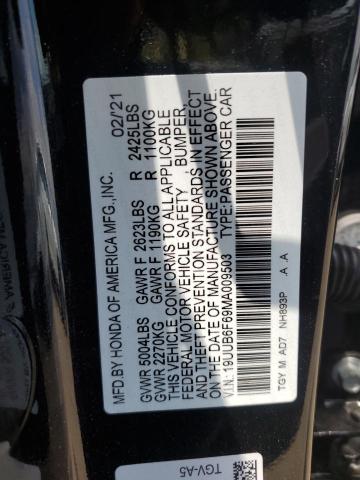 MFD.BY HONDA OF AMERICA MFG.,INC. 02/21
GVWR 5004LBS GAWR F 2623LBS R 2425LBS
GVWR 2270KG GAWR F 1190KG R 1100KG
THIS VEHICLE CONFORMS TO ALL APPLICABLE
FEDERAL MOTOR VEHICLE SAFETY BUMPER,
AND THEFT PREVENTION STANDARDS IN EFFECT
ON THE DATE OF MANUFACTURE SHOWN ABOVE.
V.I.N: 19UUB6F69MA009503 TYPE:PASSENGER CAR
TGY M AD7 NH893P A A
TGV-A5